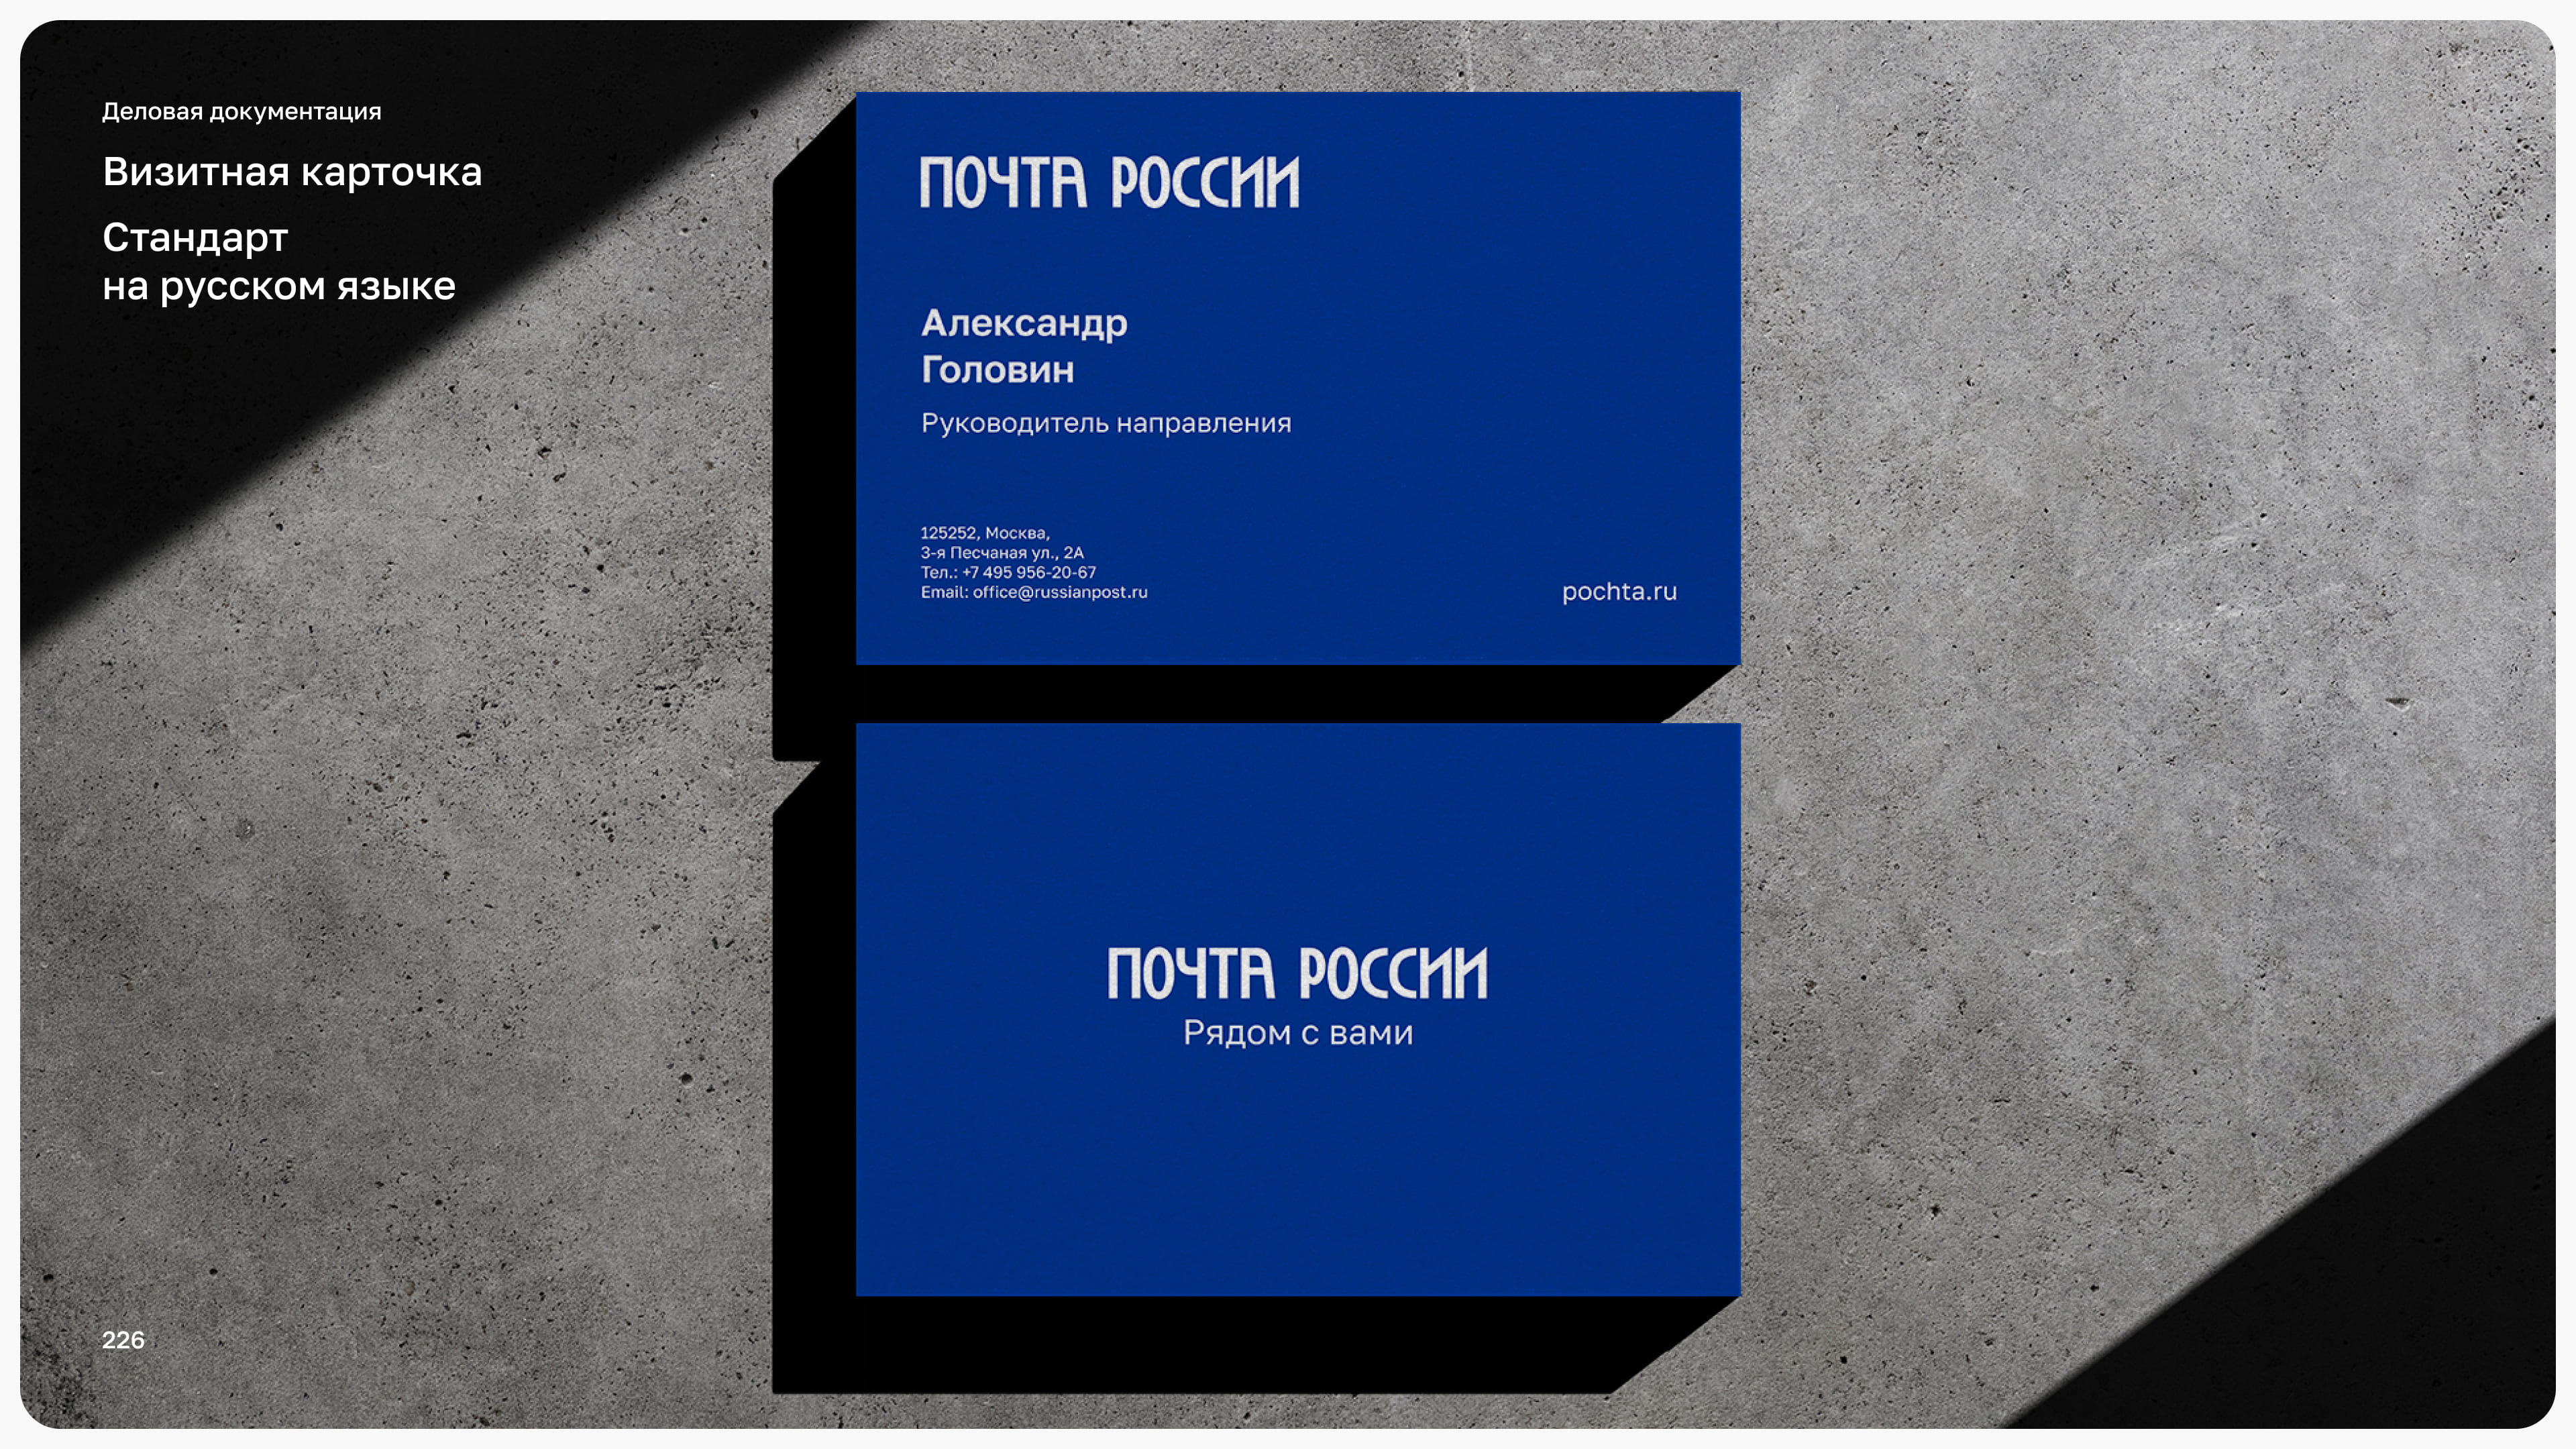 Деловая документация
Визитная карточка
Стандарт
на русском языке
ПОЧТА РОССИИ
Александр
Головин
Руководитель направления
125252, Москва,
3-я Песчаная ул., 2А
Тел.: +7 495 956-20-67
Email: office@russianpost.ru
pochta.ru
ПОЧТА РОССИИ
Рядом с вами
226